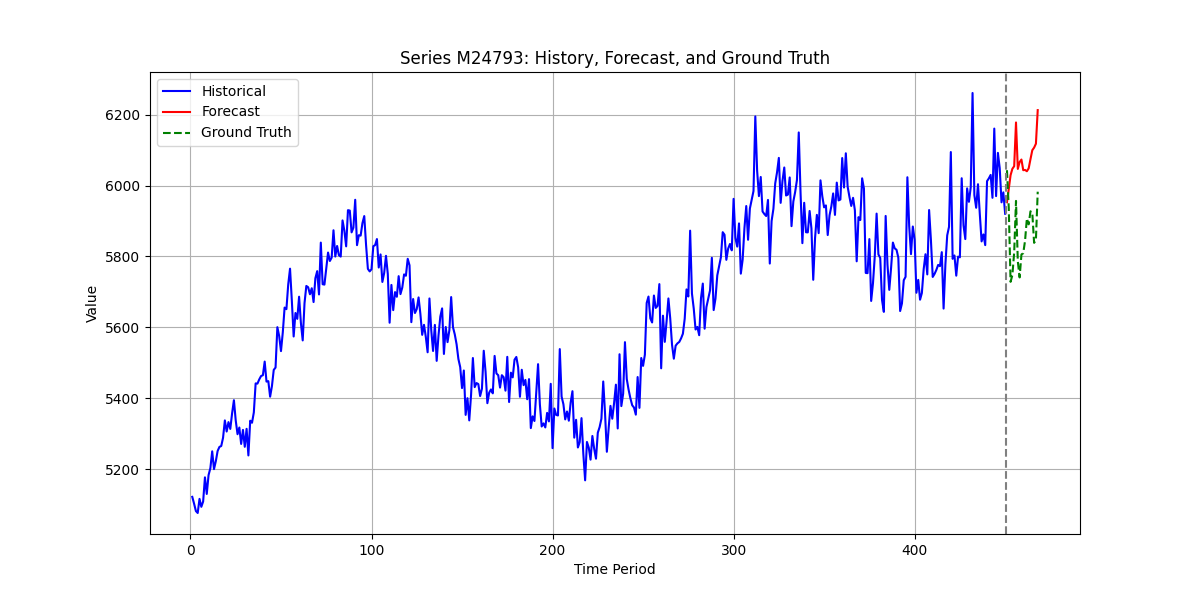 Series M24793: History, Forecast, and Ground Truth
Historical
Forecast
Ground Truth
6200
6000
5800
5600
5400
5200
Value
0 100 200 300 400
Time Period